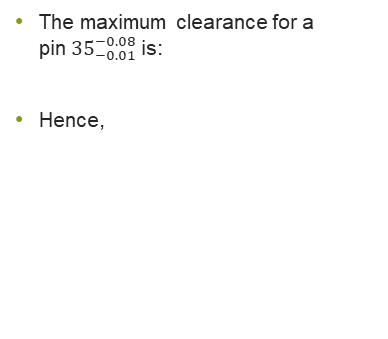 • The maximum clearance for a
pin 35$^{-0.08}_{-0.01}$ is:
• Hence,